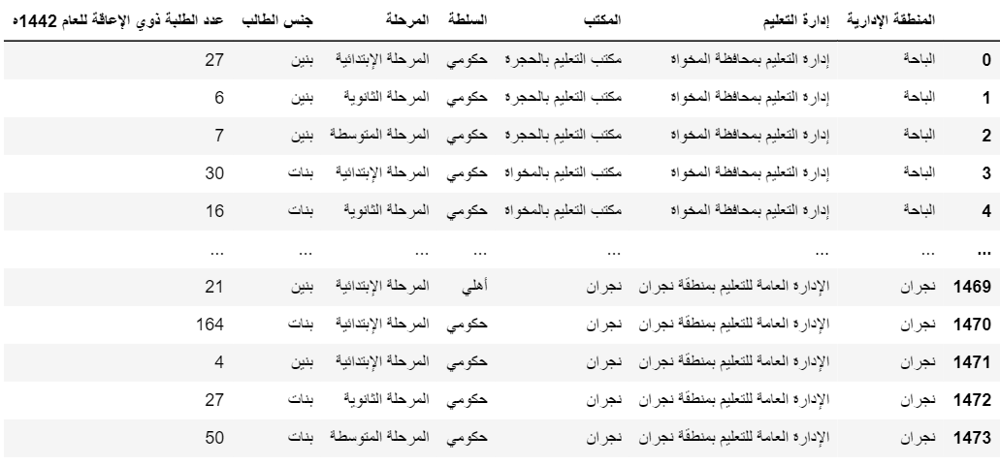 المنطقة الإدارية إدارة التعليم المكتب السلطة المرحلة جنس الطالب عدد الطلبة ذوي الإعاقة للعام 1442ه
0 الباحة إدارة التعليم بمحافظة المخواة مكتب التعليم بالحجرة حكومي المرحلة الإبتدائية بنين 27
1 الباحة إدارة التعليم بمحافظة المخواة مكتب التعليم بالحجرة حكومي المرحلة الثانوية بنين 6
2 الباحة إدارة التعليم بمحافظة المخواة مكتب التعليم بالحجرة حكومي المرحلة المتوسطة بنين 7
3 الباحة إدارة التعليم بمحافظة المخواة مكتب التعليم بالمخواة حكومي المرحلة الإبتدائية بنات 30
4 الباحة إدارة التعليم بمحافظة المخواة مكتب التعليم بالمخواة حكومي المرحلة الثانوية بنات 16
... ... ... ... ... ... ... ...
1469 نجران الإدارة العامة للتعليم بمنطقة نجران نجران أهلي المرحلة الإبتدائية بنين 21
1470 نجران الإدارة العامة للتعليم بمنطقة نجران نجران حكومي المرحلة الإبتدائية بنات 164
1471 نجران الإدارة العامة للتعليم بمنطقة نجران نجران حكومي المرحلة الإبتدائية بنين 4
1472 نجران الإدارة العامة للتعليم بمنطقة نجران نجران حكومي المرحلة الثانوية بنات 27
1473 نجران الإدارة العامة للتعليم بمنطقة نجران نجران حكومي المرحلة المتوسطة بنات 50